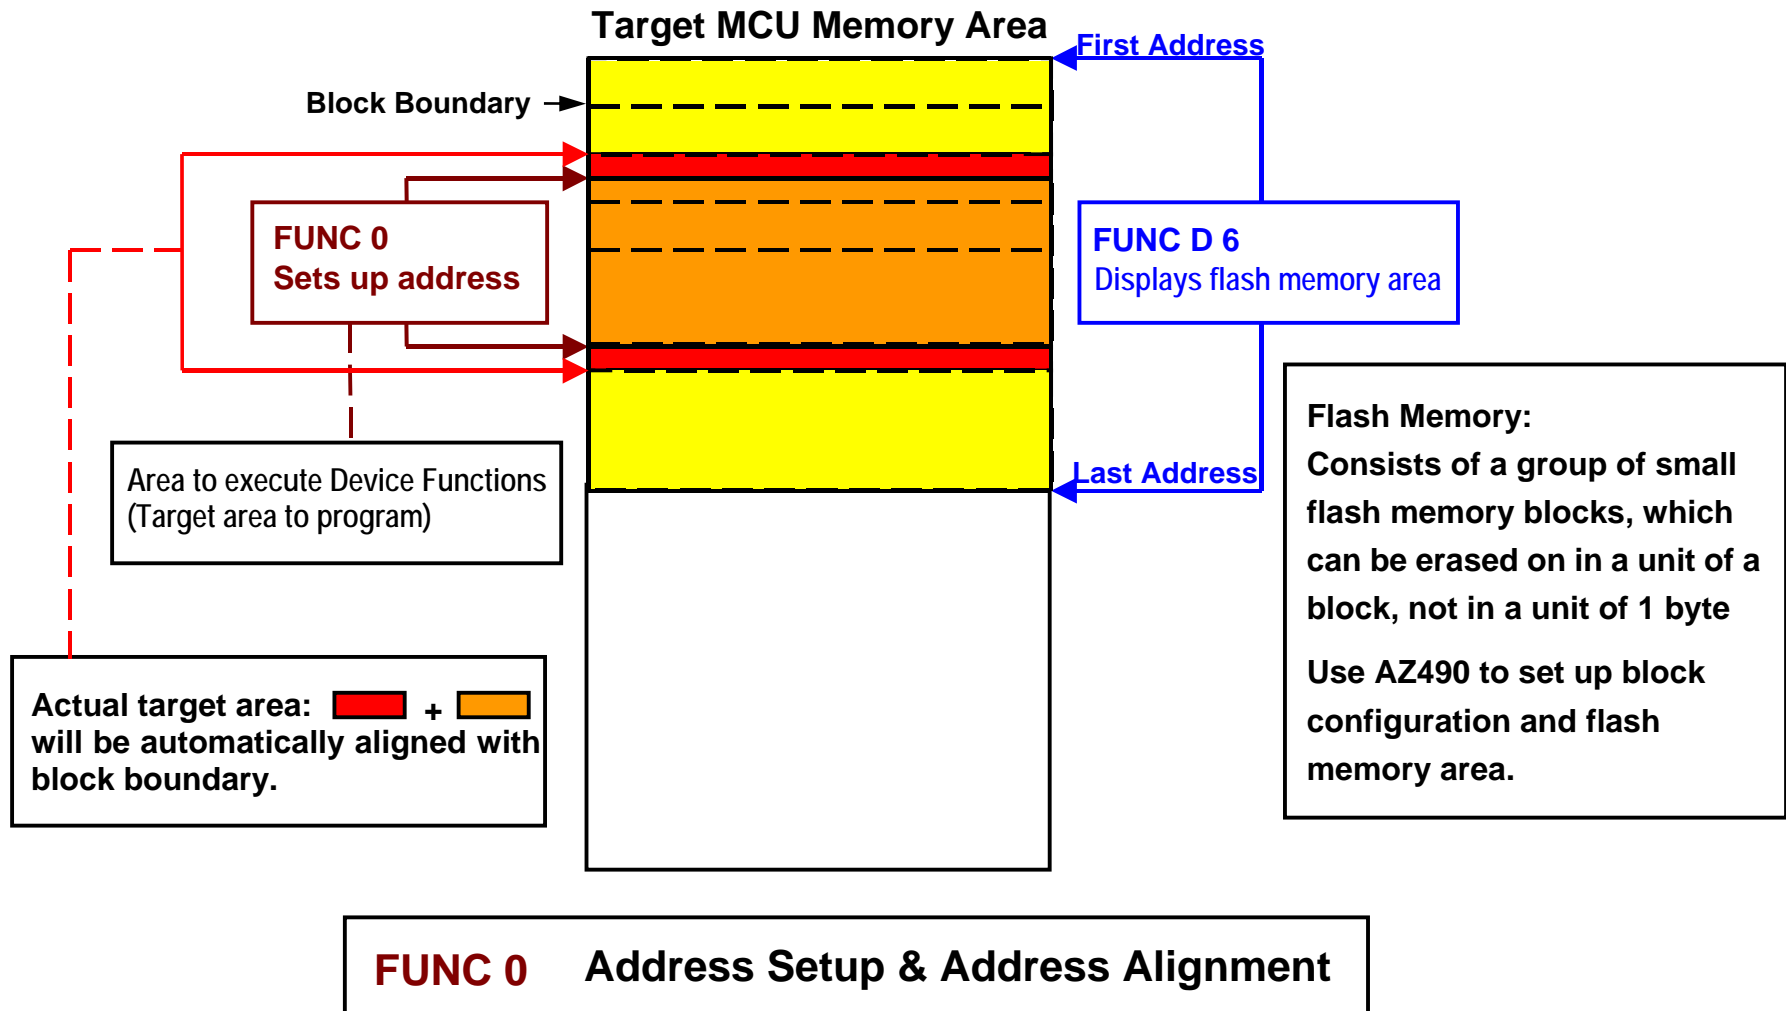 Target MCU Memory Area
First Address
Block Boundary
FUNC 0
Sets up address
FUNC D 6
Displays flash memory area
Last Address
Area to execute Device Functions
(Target area to program)
Flash Memory:
Consists of a group of small
flash memory blocks, which
can be erased on in a unit of a
block, not in a unit of 1 byte
Use AZ490 to set up block
configuration and flash
memory area.
Actual target area: +
will be automatically aligned with
block boundary.
FUNC 0 Address Setup & Address Alignment